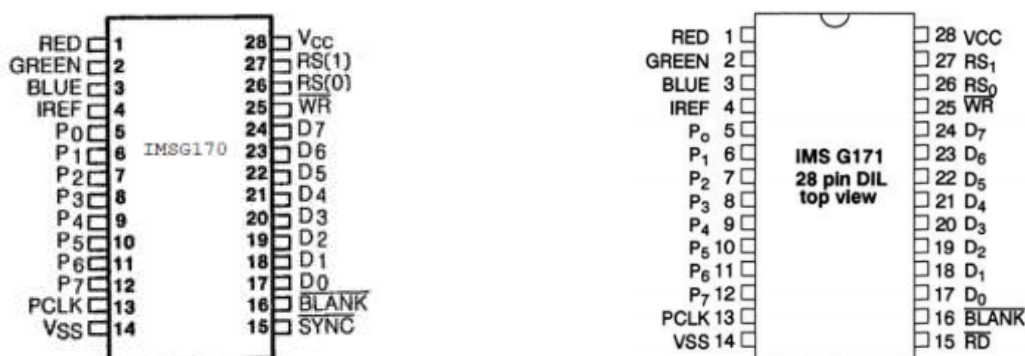 RED 1 28 VCC
GREEN 2 27 RS(1)
BLUE 3 26 RS(0)
IREF 4 25 WR
P0 5 24 D7
P1 6 IMSG170 23 D6
P2 7 22 D5
P3 8 21 D4
P4 9 20 D3
P5 10 19 D2
P6 11 18 D1
P7 12 17 D0
PCLK 13 16 BLANK
VSS 14 15 SYNC
RED 1 28 VCC
GREEN 2 27 RS1
BLUE 3 26 RS0
IREF 4 25 WR
Po 5 24 D7
P1 6 IMS G171 23 D6
P2 7 28 pin DIL 22 D5
P3 8 top view 21 D4
P4 9 20 D3
P5 10 19 D2
P6 11 18 D1
P7 12 17 D0
PCLK 13 16 BLANK
VSS 14 15 RD